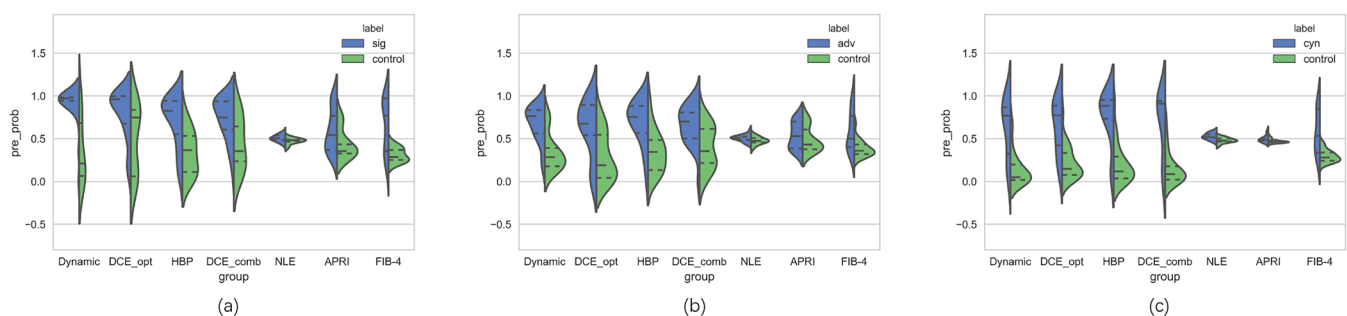 label
sig
control
1.5
1.0
0.5
0.0
−0.5
pre_prob
Dynamic DCE_opt HBP DCE_comb NLE APRI FIB-4
group
(a)
label
adv
control
1.5
1.0
0.5
0.0
−0.5
pre_prob
Dynamic DCE_opt HBP DCE_comb NLE APRI FIB-4
group
(b)
label
cyn
control
1.5
1.0
0.5
0.0
−0.5
pre_prob
Dynamic DCE_opt HBP DCE_comb NLE APRI FIB-4
group
(c)